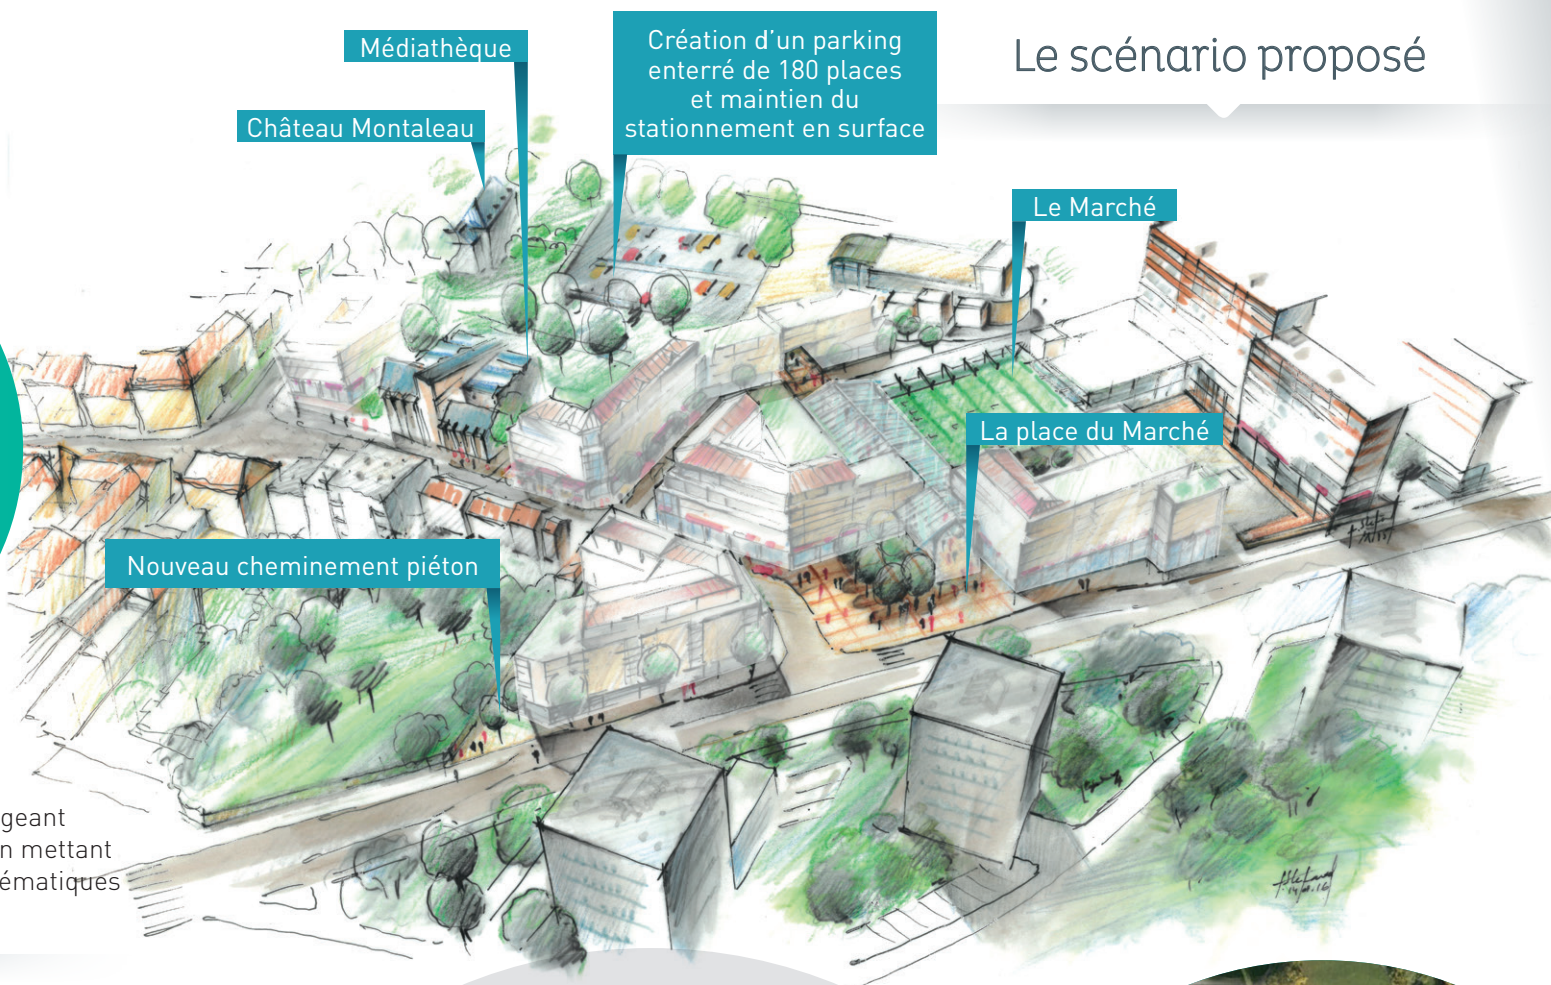 Le scénario proposé
Médiathèque
Création d'un parking
enterré de 180 places
et maintien du
stationnement en surface
Château Montaleau
Le Marché
La place du Marché
Nouveau cheminement piéton
geant
n mettant
ématiques